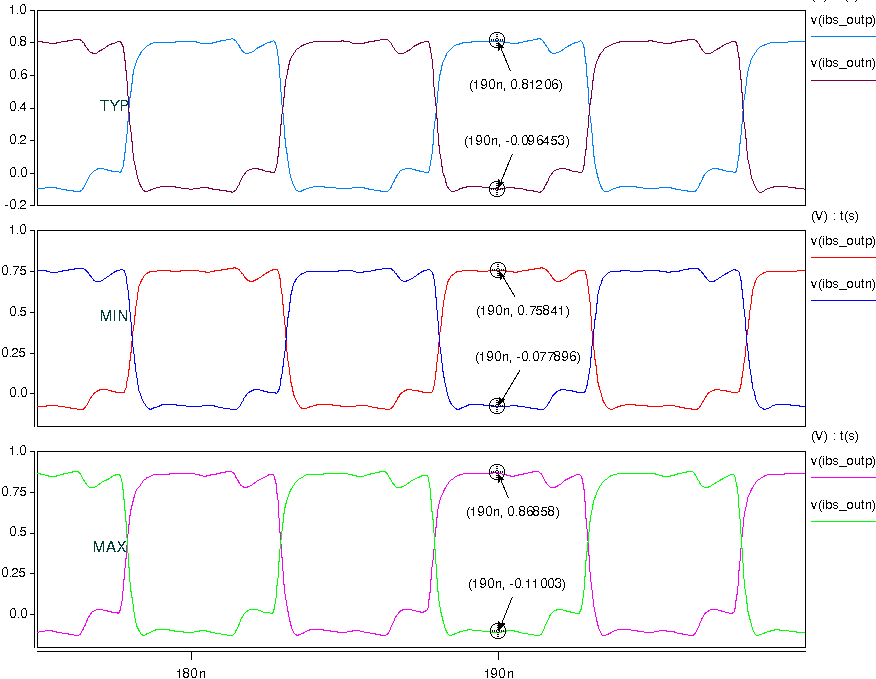 1.0
v(ibs_outp)
0.8
v(ibs_outn)
0.6
(190n, 0.81206)
TYP
0.4
(190n, -0.096453)
0.2
0.0
-0.2
(V) : t(s)
1.0
v(ibs_outp)
0.75
v(ibs_outn)
MIN
0.5
(190n, 0.75841)
0.25
(190n, -0.077896)
0.0
(V) : t(s)
1.0
v(ibs_outp)
0.75
v(ibs_outn)
(190n, 0.86858)
0.5
MAX
0.25
(190n, -0.11003)
0.0
180n
190n